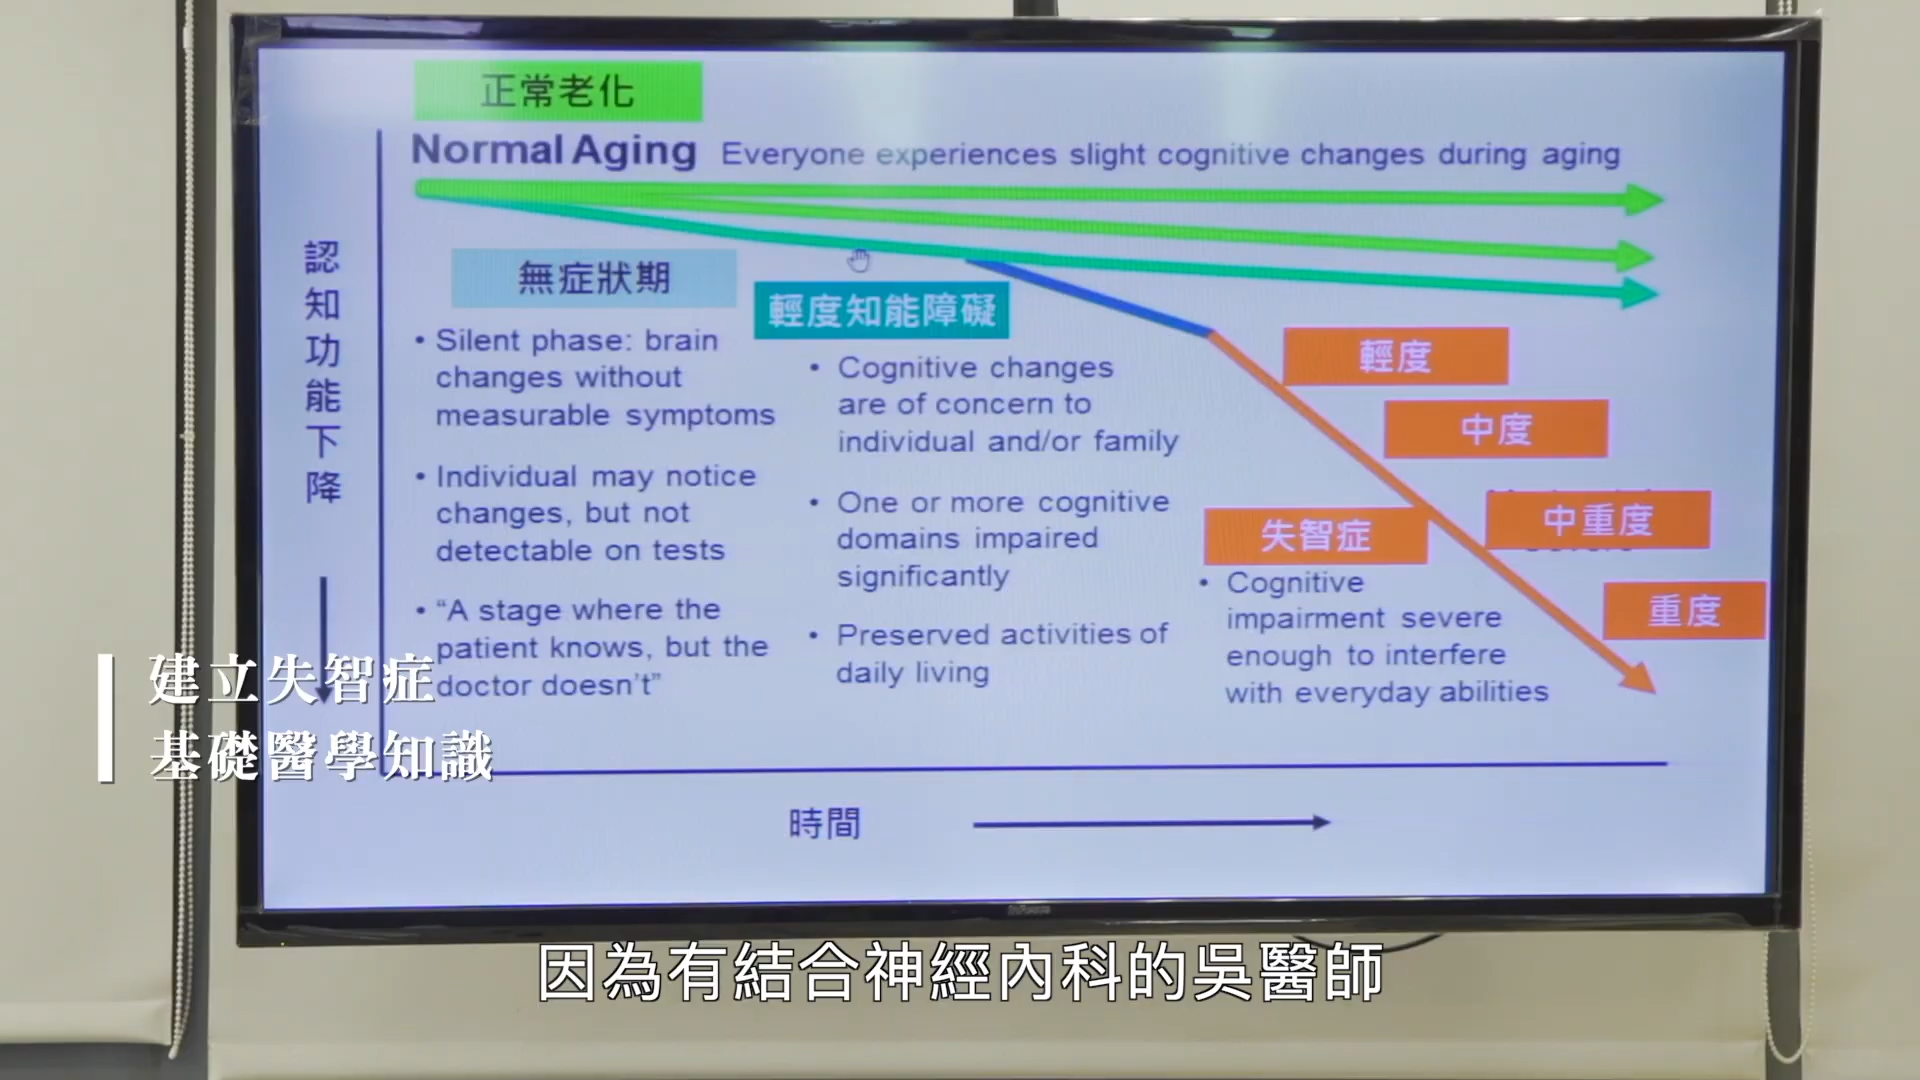 正常老化
Normal Aging Everyone experiences slight cognitive changes during aging
認知功能下降
無症狀期
• Silent phase: brain
changes without
measurable symptoms
• Individual may notice
changes, but not
detectable on tests
• “A stage where the
patient knows, but the
doctor doesn’t”
輕度知能障礙
• Cognitive changes
are of concern to
individual and/or family
• One or more cognitive
domains impaired
significantly
• Preserved activities of
daily living
輕度
中度
中重度
重度
失智症
• Cognitive
impairment severe
enough to interfere
with everyday abilities
時間
建立失智症
基礎醫學知識
因為有結合神經內科的吳醫師